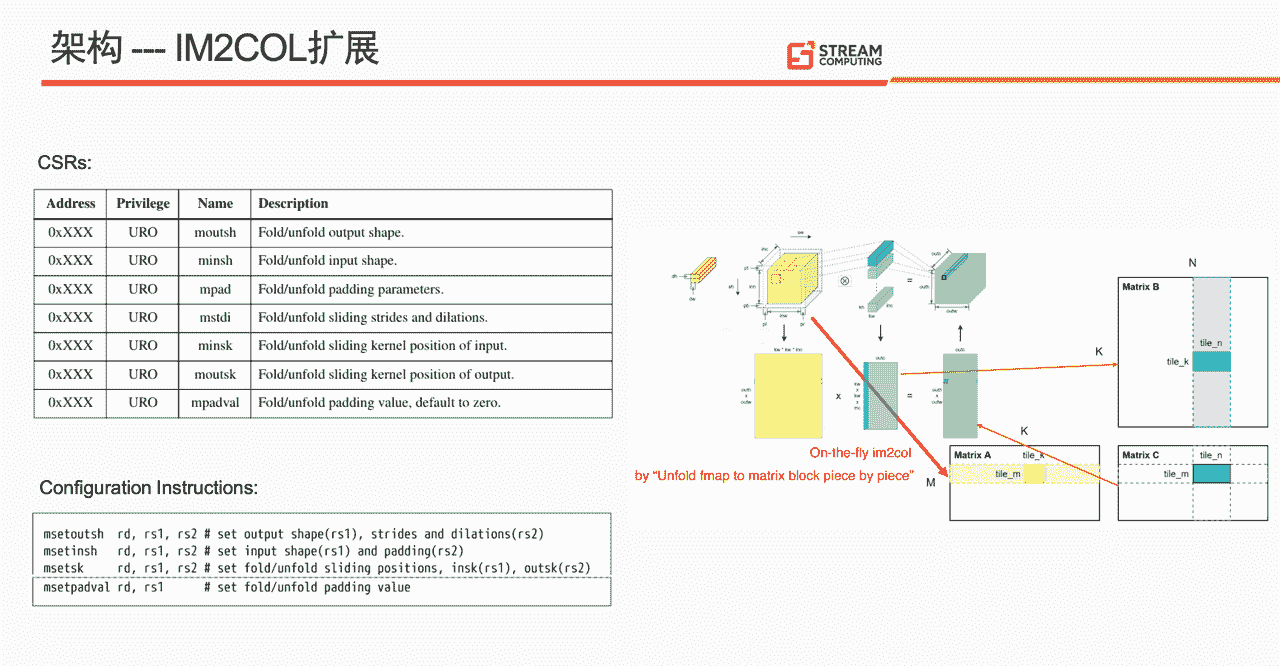 架构 --- IM2COL扩展
STREAM
COMPUTING
CSRs:
Address Privilege Name Description
0xXXX URO moutsh Fold/unfold output shape.
0xXXX URO minsh Fold/unfold input shape.
0xXXX URO mpad Fold/unfold padding parameters.
0xXXX URO mstdi Fold/unfold sliding strides and dilations.
0xXXX URO minsk Fold/unfold sliding kernel position of input.
0xXXX URO moutsk Fold/unfold sliding kernel position of output.
0xXXX URO mpadval Fold/unfold padding value, default to zero.
Configuration Instructions:
msetoutsh rd, rs1, rs2 # set output shape(rs1), strides and dilations(rs2)
msetinsh rd, rs1, rs2 # set input shape(rs1) and padding(rs2)
msetsk rd, rs1, rs2 # set fold/unfold sliding positions, insk(rs1), outsk(rs2)
msetpadval rd, rs1 # set fold/unfold padding value
⊗
=
x
=
On-the-fly im2col
by “Unfold fmap to matrix block piece by piece”
N
Matrix B
K
tile_n
tile_k
K
M
Matrix A
tile_k
tile_m
Matrix C
tile_n
tile_m